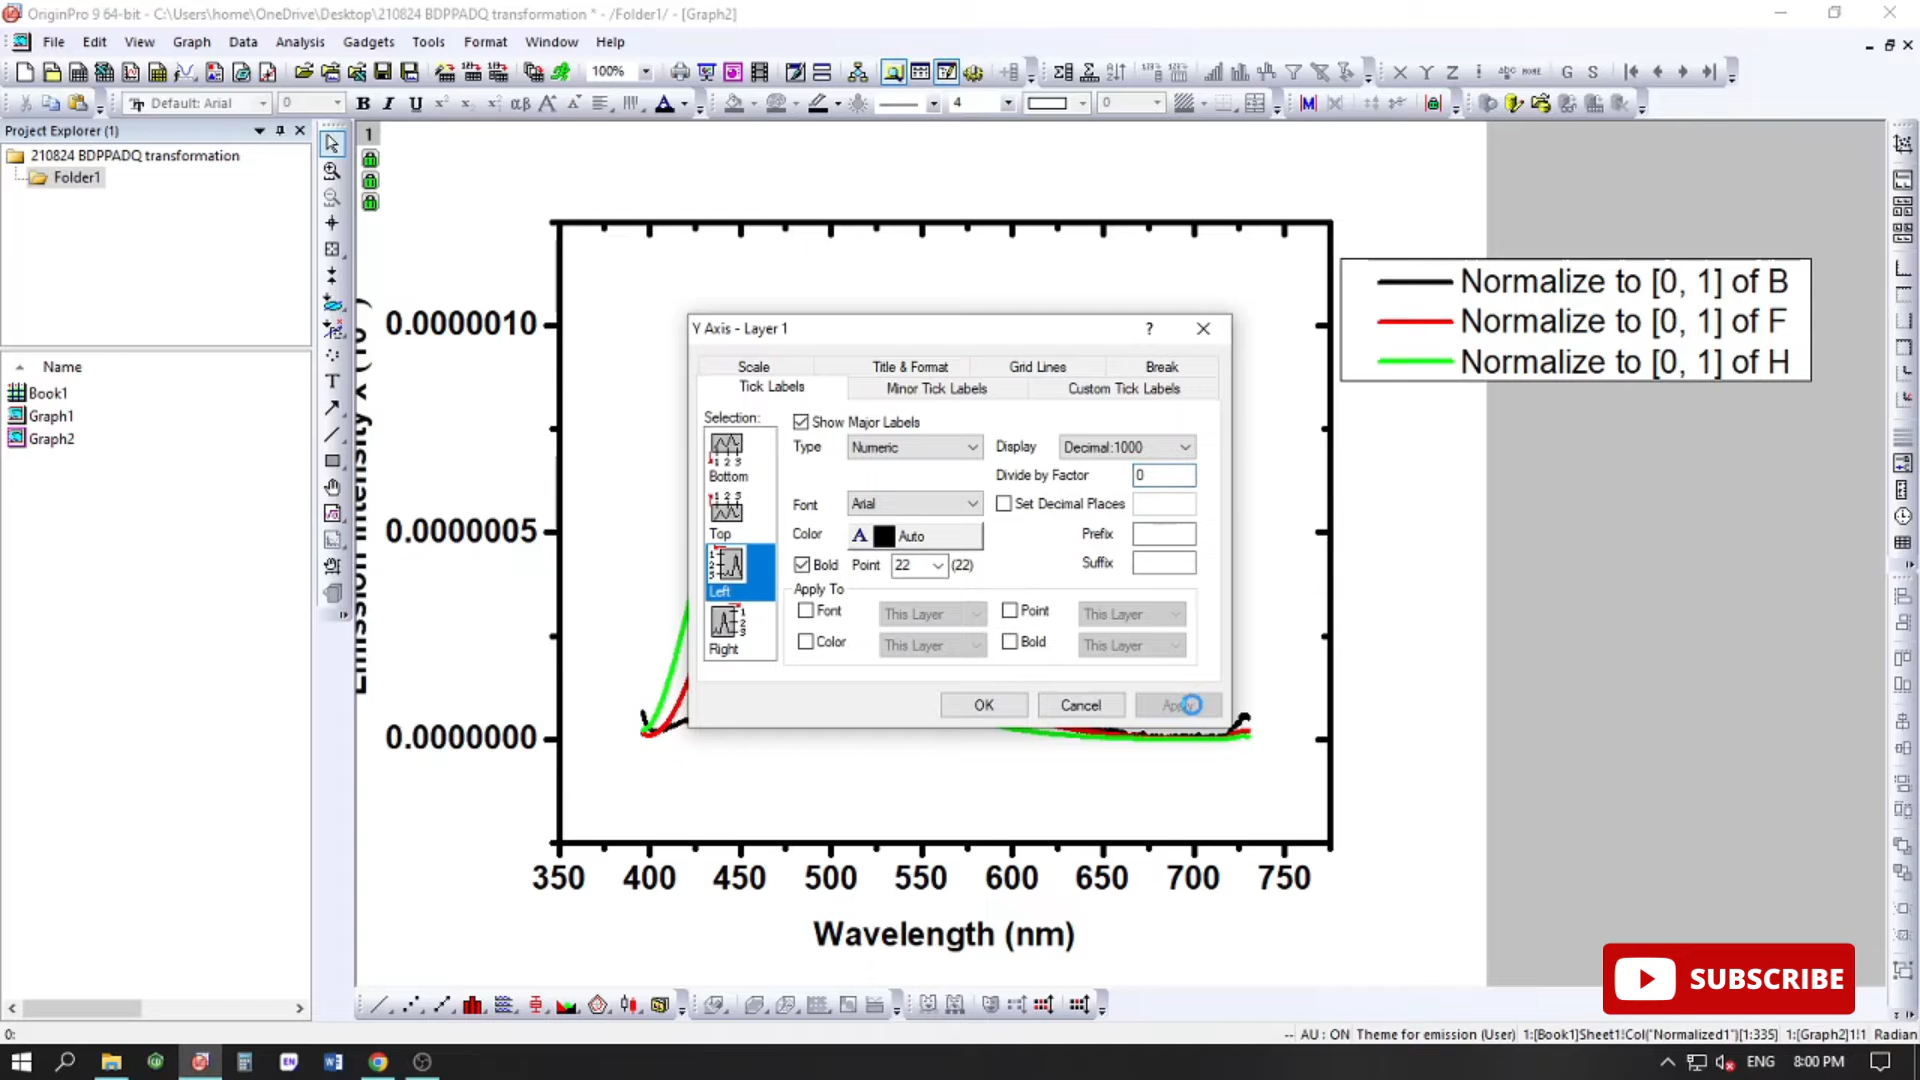 OriginPro 9 64-bit - C:\Users\home\OneDrive\Desktop\210824 BDPPADQ transformation * - /Folder1/ - [Graph2]
File Edit View Graph Data Analysis Gadgets Tools Format Window Help
100%
Default: Arial 0 B I U αβ A 4 0
Project Explorer (1)
210824 BDPPADQ transformation
Folder1
Name
Book1
Graph1
Graph2
1
Normalize to [0, 1] of B
Normalize to [0, 1] of F
Normalize to [0, 1] of H
0.0000010
0.0000005
0.0000000
Y Axis - Layer 1
Scale Title & Format Grid Lines Break
Tick Labels Minor Tick Labels Custom Tick Labels
Selection:
Bottom
Top
Left
Right
Show Major Labels
Type Numeric Display Decimal:1000
Divide by Factor 0
Font Arial Set Decimal Places
Color Auto Prefix
Bold Point 22 (22) Suffix
Apply To
Font This Layer Point This Layer
Color This Layer Bold This Layer
OK Cancel Apply
350 400 450 500 550 600 650 700 750
Wavelength (nm)
SUBSCRIBE
0:
-- AU : ON Theme for emission (User) 1:[Book1]Sheet1!Col("Normalized1")[1:335] 1:[Graph2]1!1 Radian
ENG 8:00 PM